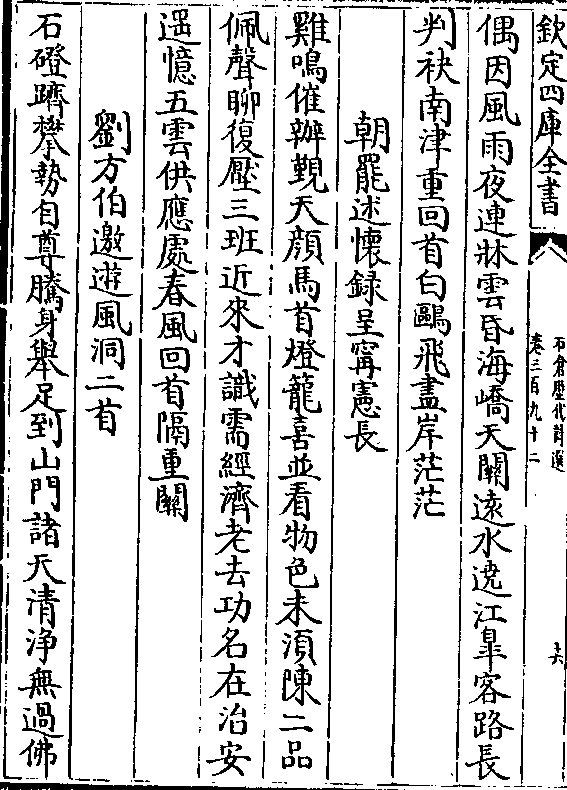 欽定四庫全書
石倉歷代詩選
卷三百九十二
偶因風雨夜連牀雲昏海嶠天關遠水遶江臯客路長
判袂南津重回首白鷗飛盡岸茫茫
朝罷述懷録呈甯憲長
雞鳴催辦觐天顔馬首燈籠喜並看物色未須陳二品
佩聲聊復壓三班近來才識需經濟老去功名在治安
遥憶五雲供應處春風回首隔重關
劉方伯邀遊風洞二首
石磴躋攀勢自尊騰身舉足到山門諸天清淨無過佛